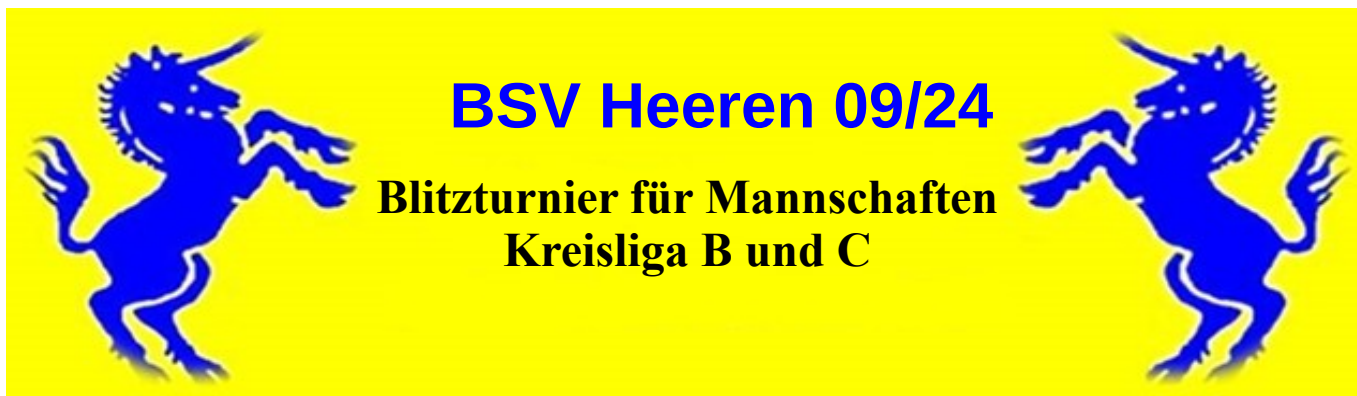 BSV Heeren 09/24
Blitzturnier für Mannschaften
Kreisliga B und C